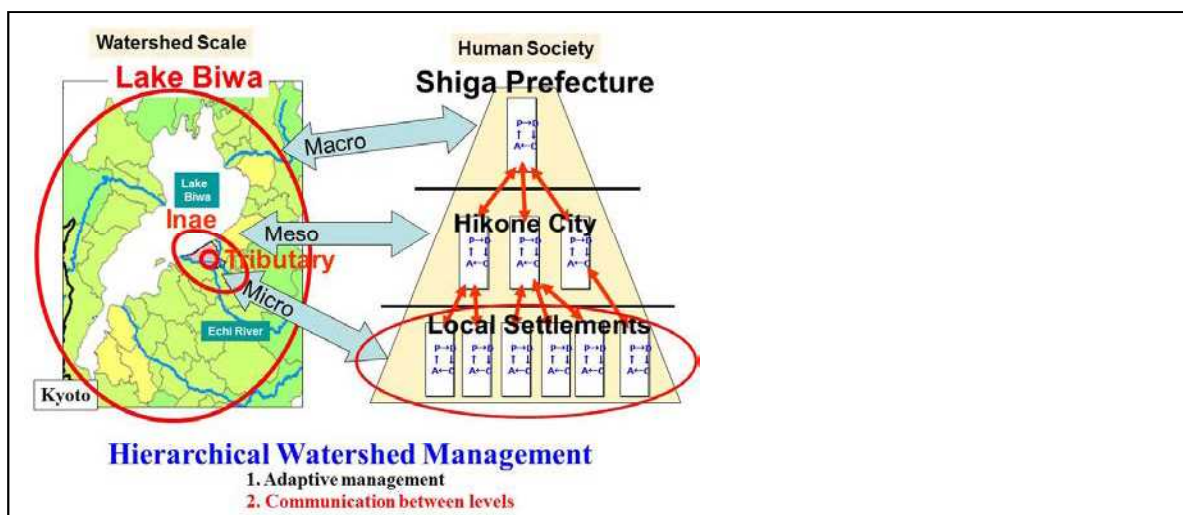 Watershed Scale
Lake Biwa
Lake
Biwa
Inae
Tributary
Echi River
Kyoto
Macro
Meso
Micro
Human Society
Shiga Prefecture
P→D
↑ ↓
A←C
Hikone City
P→D
↑ ↓
A←C
P→D
↑ ↓
A←C
P→D
↑ ↓
A←C
Local Settlements
P→D
↑ ↓
A←C
P→D
↑ ↓
A←C
P→D
↑ ↓
A←C
P→D
↑ ↓
A←C
P→D
↑ ↓
A←C
P→D
↑ ↓
A←C
Hierarchical Watershed Management
1. Adaptive management
2. Communication between levels